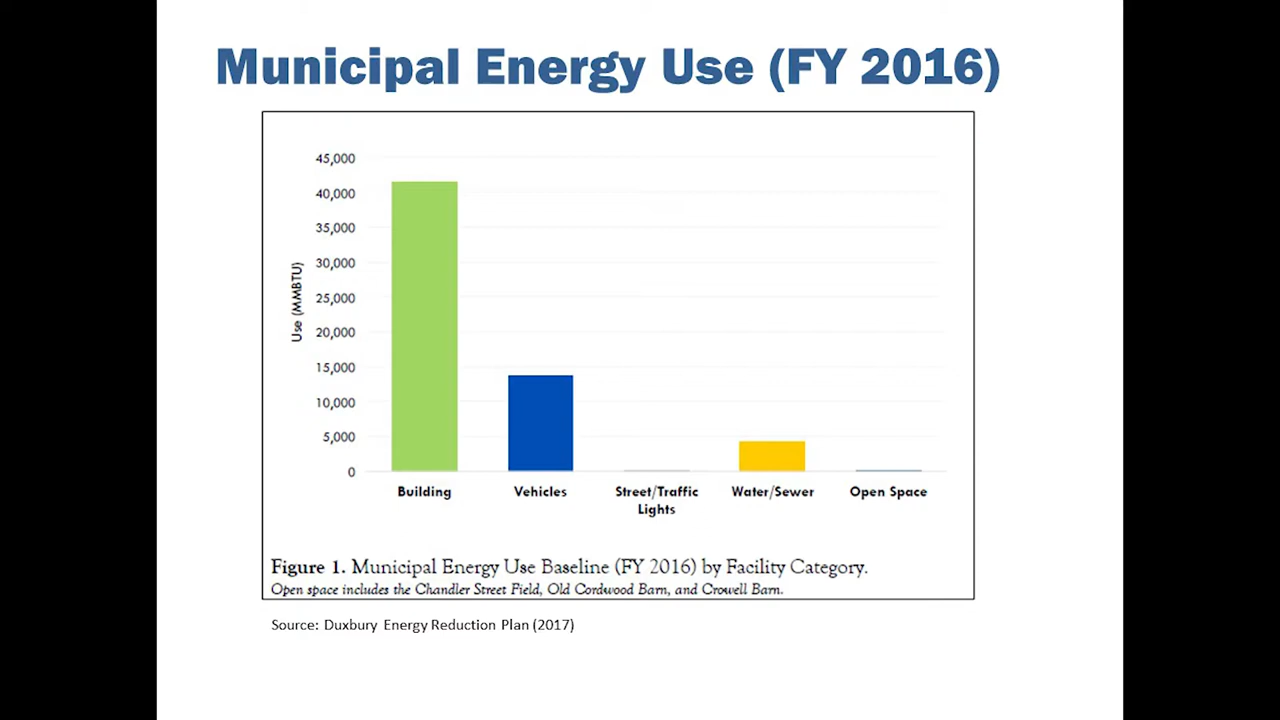 Municipal Energy Use (FY 2016)
45,000
40,000
35,000
30,000
25,000
20,000
15,000
10,000
5,000
0
Use (MMBTU)
Building
Vehicles
Street/Traffic
Lights
Water/Sewer
Open Space
Figure 1. Municipal Energy Use Baseline (FY 2016) by Facility Category.
Open space includes the Chandler Street Field, Old Cordwood Barn, and Crowell Barn.
Source: Duxbury Energy Reduction Plan (2017)